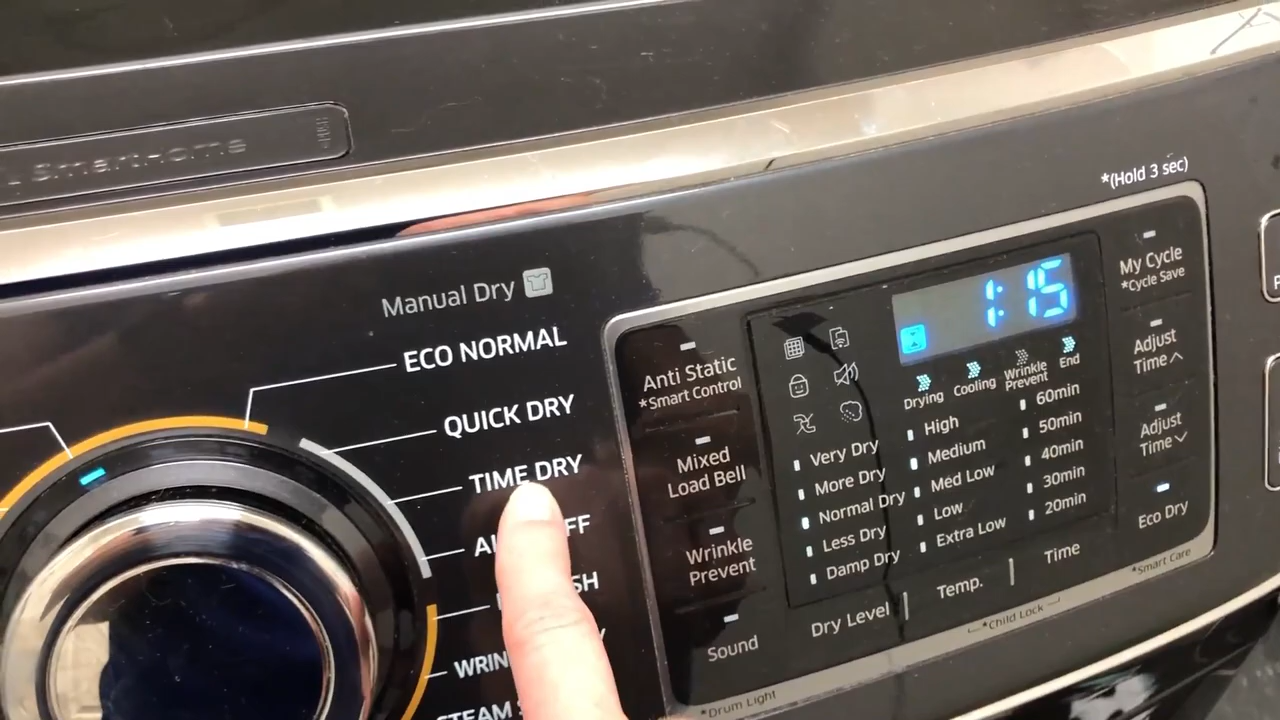 SmartHome
PUSH
*(Hold 3 sec)
Manual Dry
ECO NORMAL
QUICK DRY
TIME DRY
Anti Static
*Smart Control
Mixed
Load Bell
Wrinkle
Prevent
Sound
*Drum Light
1:15
Drying
Cooling
Wrinkle
Prevent
End
Very Dry
More Dry
Normal Dry
Less Dry
Damp Dry
High
Medium
Med Low
Low
Extra Low
60min
50min
40min
30min
20min
Dry Level
Temp.
Time
*Child Lock
My Cycle
*Cycle Save
Adjust
Time
Adjust
Time
Eco Dry
*Smart Care